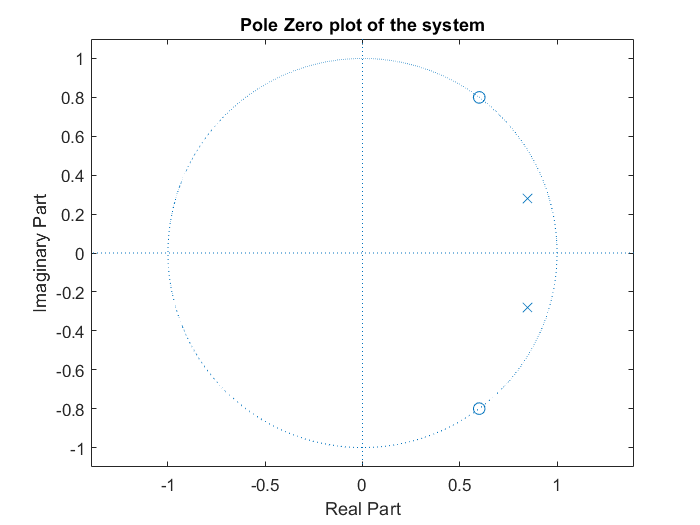 Pole Zero plot of the system
1
0.8
0.6
0.4
0.2
0
-0.2
-0.4
-0.6
-0.8
-1
Imaginary Part
-1 -0.5 0 0.5 1
Real Part